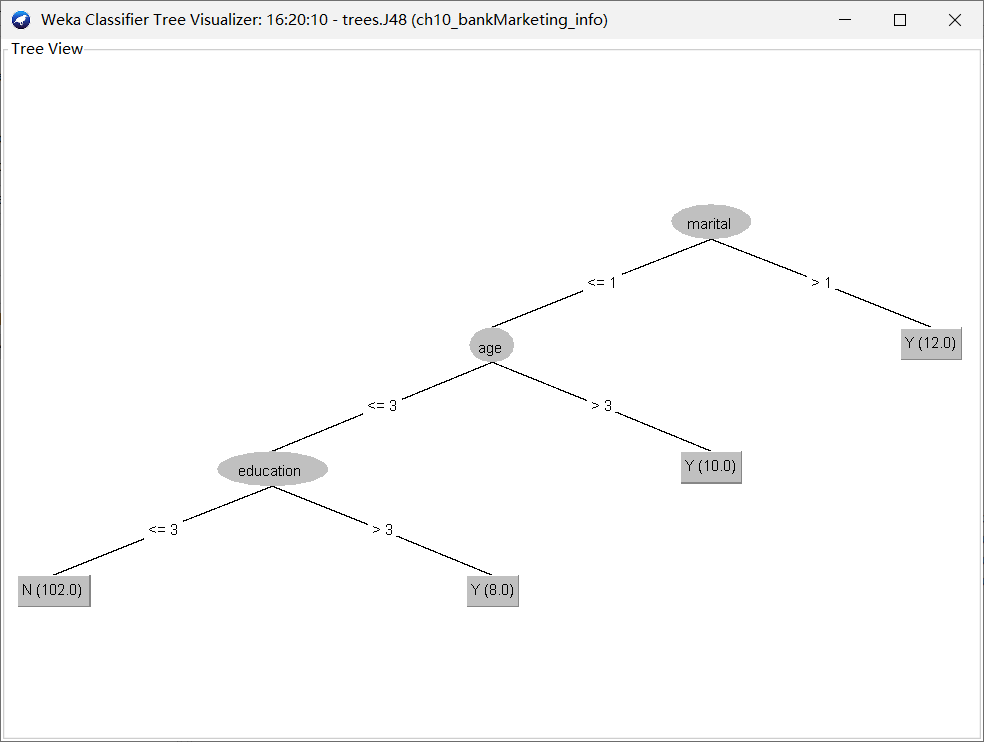 Weka Classifier Tree Visualizer: 16:20:10 - trees.J48 (ch10_bankMarketing_info)
Tree View
marital
<= 1
> 1
age
Y (12.0)
<= 3
> 3
education
Y (10.0)
<= 3
> 3
N (102.0)
Y (8.0)